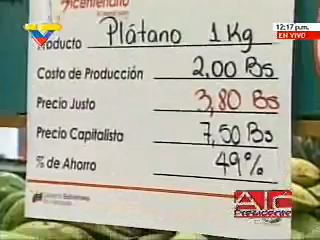 12:17 p.m.
EN VIVO
Bicentenario
Producto Plátano 1 Kg
Costo de Producción 2,00 Bs
Precio Justo 3,80 Bs
Precio Capitalista 7,50 Bs
% de Ahorro 49%
Presidente